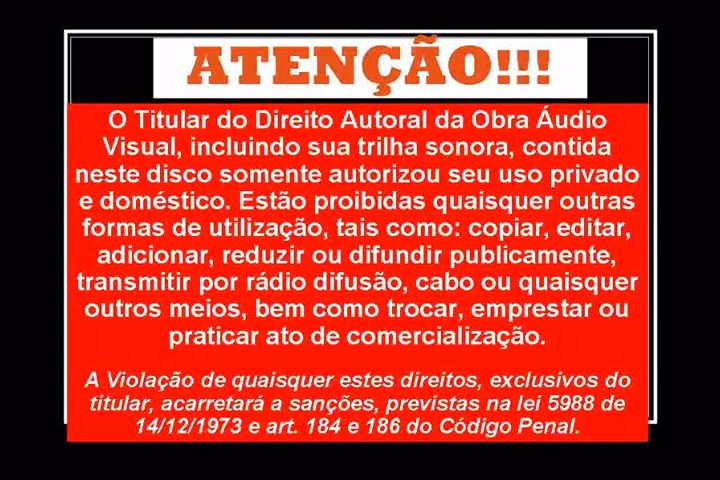 ATENÇÃO!!!
O Titular do Direito Autoral da Obra Áudio
Visual, incluindo sua trilha sonora, contida
neste disco somente autorizou seu uso privado
e doméstico. Estão proibidas quaisquer outras
formas de utilização, tais como: copiar, editar,
adicionar, reduzir ou difundir publicamente,
transmitir por rádio difusão, cabo ou quaisquer
outros meios, bem como trocar, emprestar ou
praticar ato de comercialização.
A Violação de quaisquer estes direitos, exclusivos do
titular, acarretará a sanções, previstas na lei 5988 de
14/12/1973 e art. 184 e 186 do Código Penal.